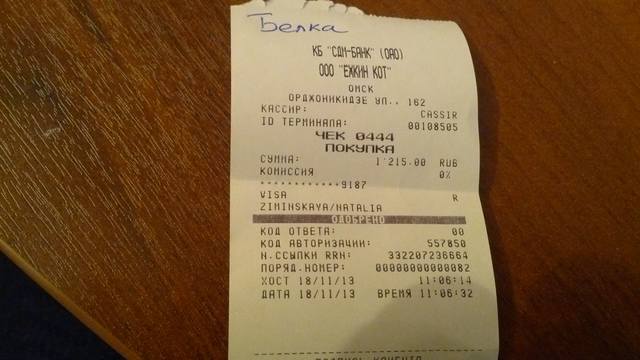 Белка
КБ "СДМ-БАНК" (ОАО)
ООО "ЕЖКИН КОТ"
ОМСК
ОРДЖОНИКИДЗЕ УЛ., 162
КАССИР: CASSIR
ID ТЕРМИНАЛА: 00108505
ЧЕК 0444
ПОКУПКА
СУММА: 1'215.00 RUB
КОМИССИЯ 0%
************9187
VISA R
ZIMINSKAYA/NATALIA
ОДОБРЕНО
КОД ОТВЕТА: 00
КОД АВТОРИЗАЦИИ: 557850
N.ССЫЛКИ RRN: 332207236664
ПОРЯД.НОМЕР: 00000000000082
ХОСТ 18/11/13 11:06:14
ДАТА 18/11/13 ВРЕМЯ 11:06:32